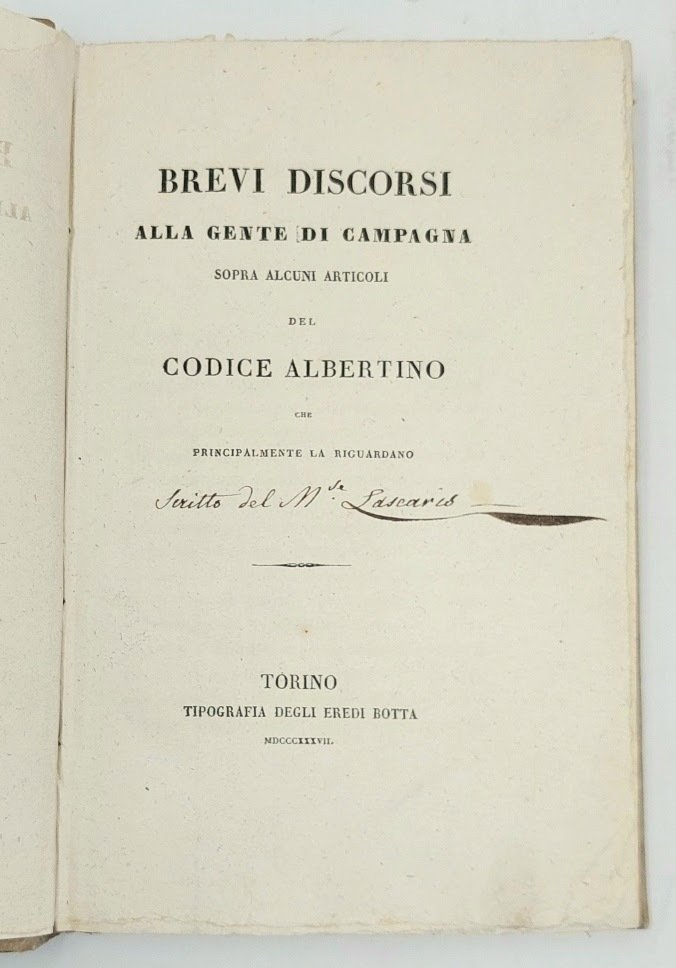 BREVI DISCORSI
ALLA GENTE DI CAMPAGNA
SOPRA ALCUNI ARTICOLI
DEL
CODICE ALBERTINO
CHE
PRINCIPALMENTE LA RIGUARDANO
Scritto del M.se Lascaris
TORINO
TIPOGRAFIA DEGLI EREDI BOTTA
MDCCCXXXVII.